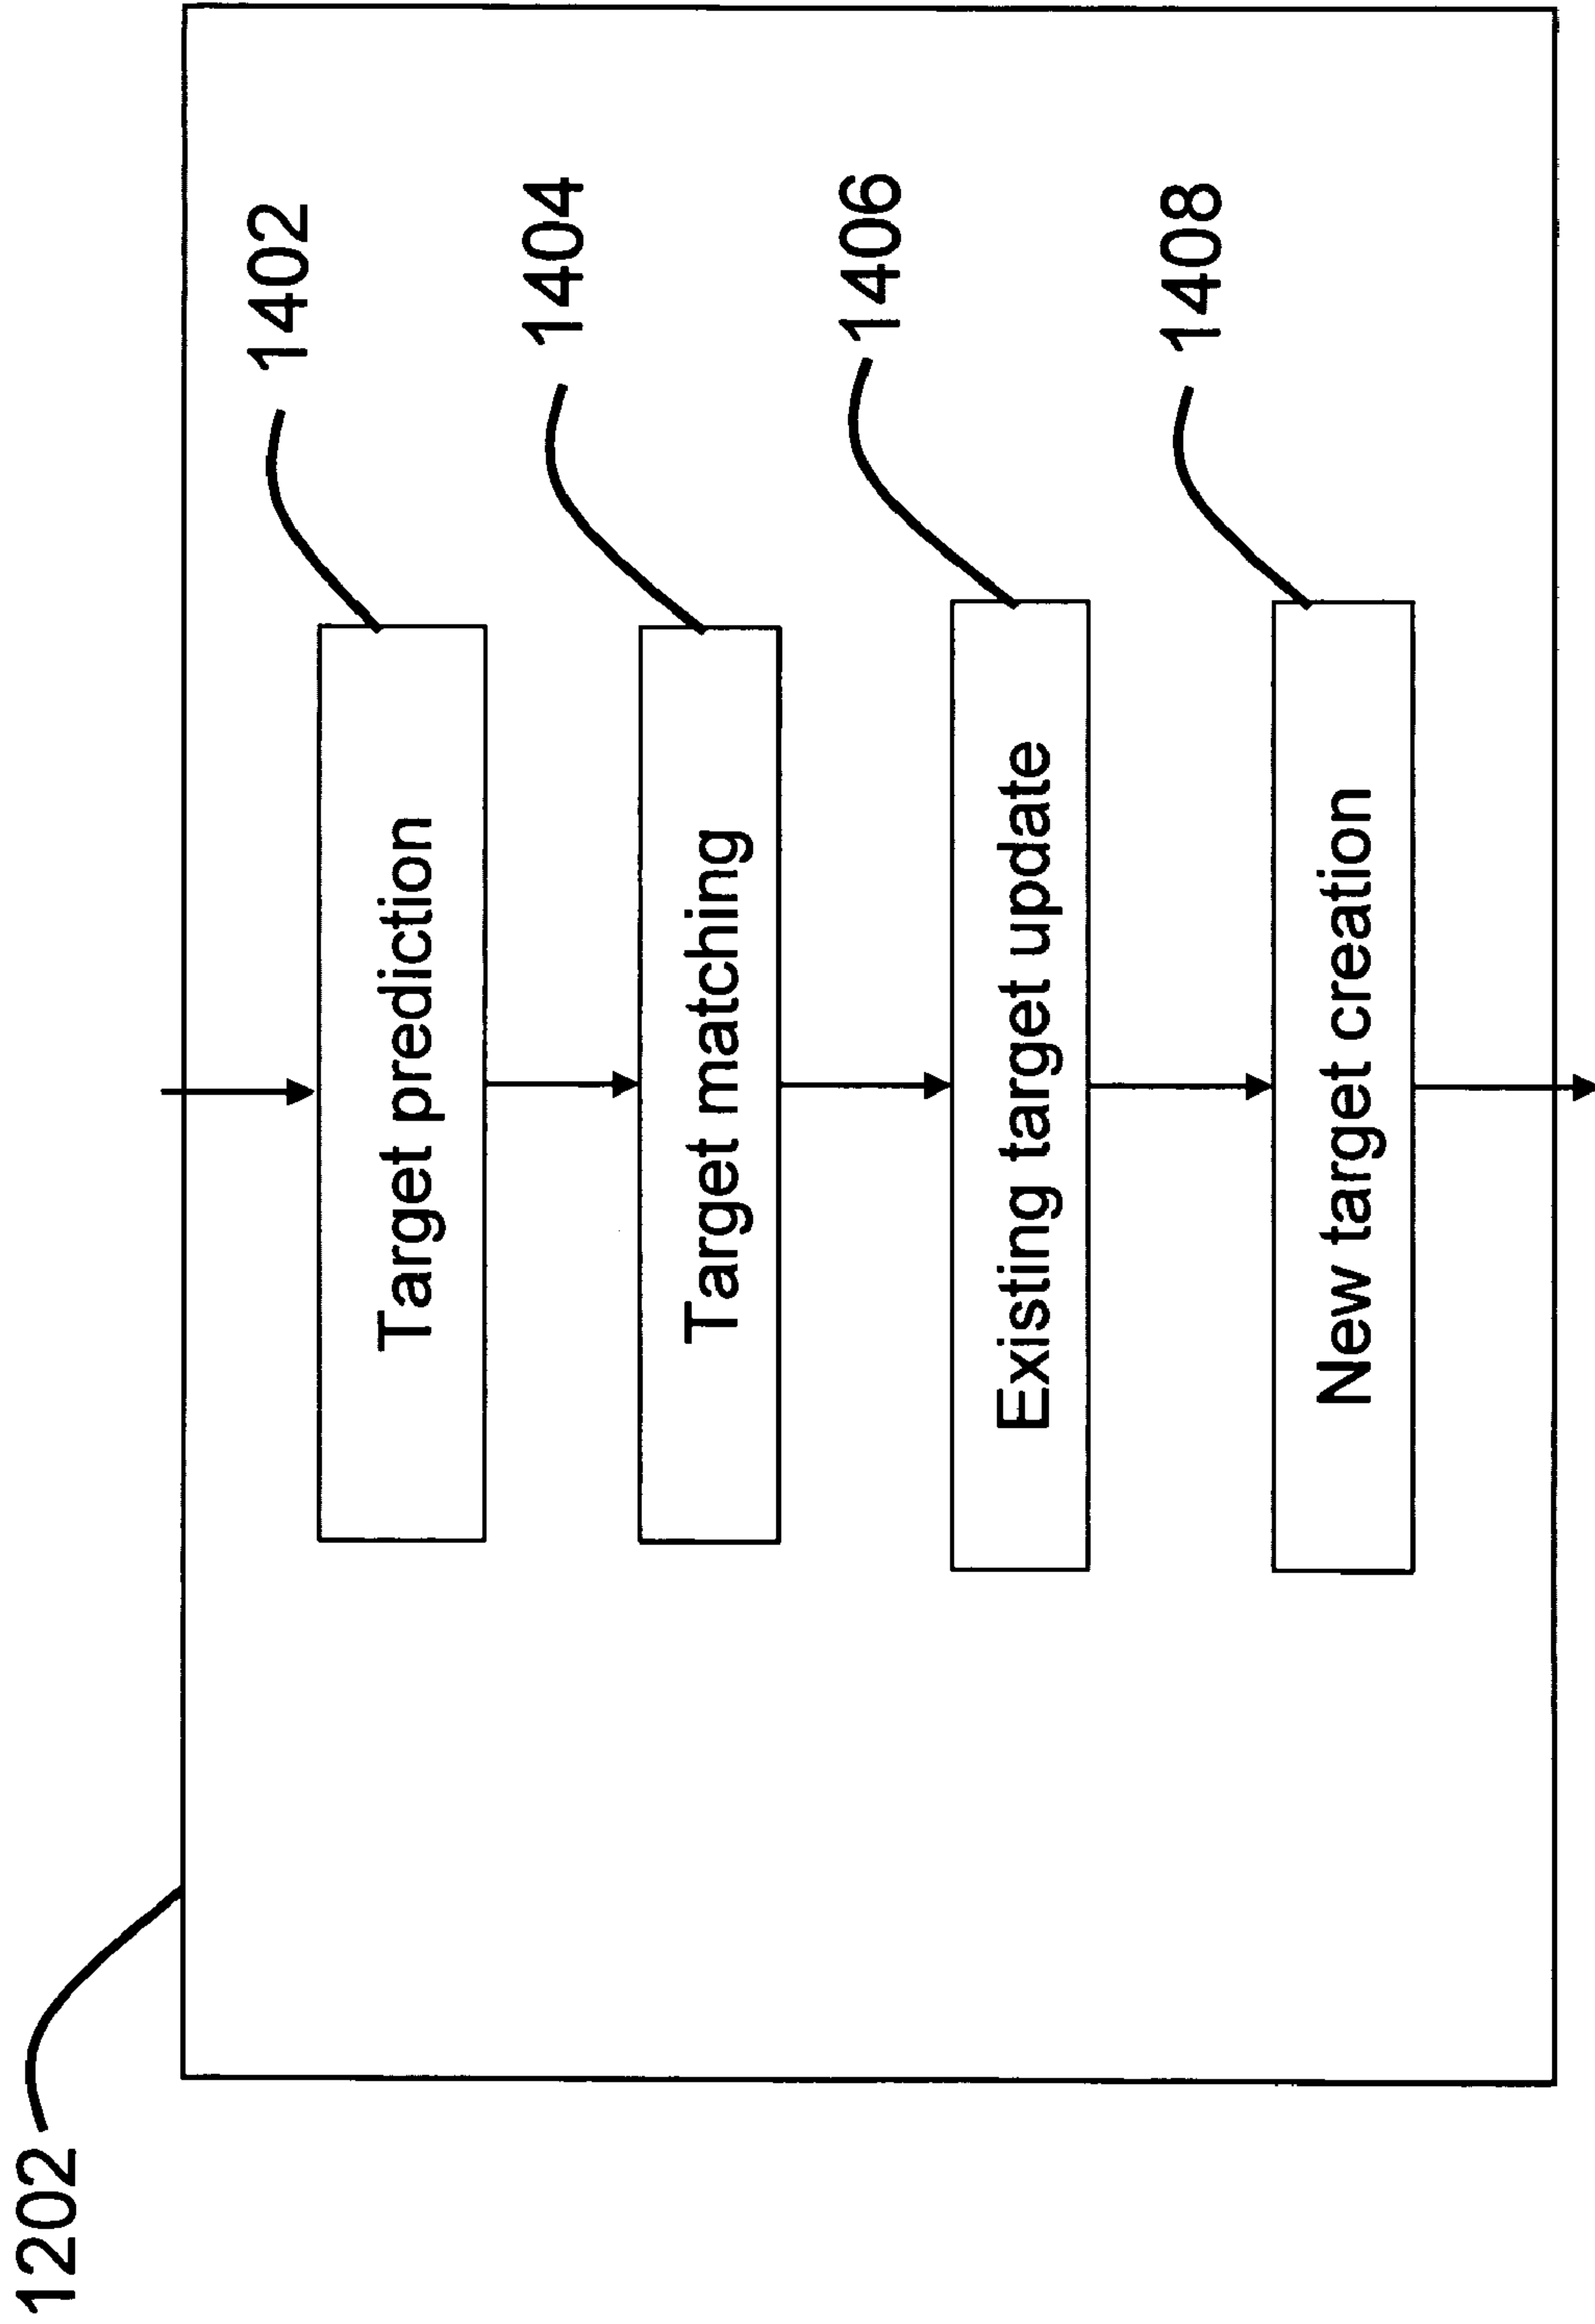 1202
Target prediction
1402
Target matching
1404
Existing target update
1406
New target creation
1408